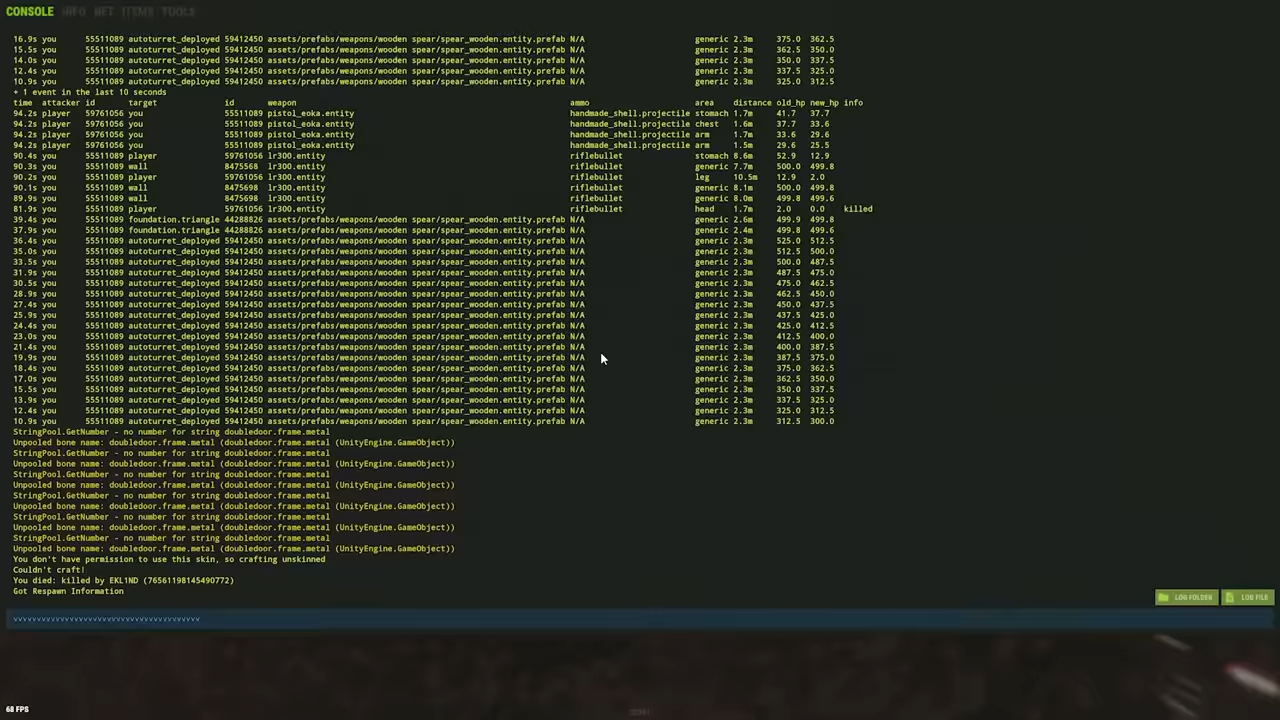 CONSOLE INFO NET ITEMS TOOLS
16.9s you 55511089 autoturret_deployed 59412450 assets/prefabs/weapons/wooden spear/spear_wooden.entity.prefab N/A generic 2.3m 375.0 362.5
15.5s you 55511089 autoturret_deployed 59412450 assets/prefabs/weapons/wooden spear/spear_wooden.entity.prefab N/A generic 2.3m 362.5 350.0
14.0s you 55511089 autoturret_deployed 59412450 assets/prefabs/weapons/wooden spear/spear_wooden.entity.prefab N/A generic 2.3m 350.0 337.5
12.4s you 55511089 autoturret_deployed 59412450 assets/prefabs/weapons/wooden spear/spear_wooden.entity.prefab N/A generic 2.3m 337.5 325.0
10.9s you 55511089 autoturret_deployed 59412450 assets/prefabs/weapons/wooden spear/spear_wooden.entity.prefab N/A generic 2.3m 325.0 312.5
+ 1 event in the last 10 seconds
time attacker id target id weapon ammo area distance old_hp new_hp info
94.2s player 59761056 you 55511089 pistol_eoka.entity handmade_shell.projectile stomach 1.7m 41.7 37.7
94.2s player 59761056 you 55511089 pistol_eoka.entity handmade_shell.projectile chest 1.6m 37.7 33.6
94.2s player 59761056 you 55511089 pistol_eoka.entity handmade_shell.projectile arm 1.7m 33.6 29.6
94.2s player 59761056 you 55511089 pistol_eoka.entity handmade_shell.projectile arm 1.5m 29.6 25.5
90.4s you 55511089 player 59761056 lr300.entity riflebullet stomach 8.6m 52.9 12.9
90.3s you 55511089 wall 8475568 lr300.entity riflebullet generic 7.7m 500.0 499.8
90.2s you 55511089 player 59761056 lr300.entity riflebullet leg 10.5m 12.9 2.0
90.1s you 55511089 wall 8475698 lr300.entity riflebullet generic 8.1m 500.0 499.8
89.9s you 55511089 wall 8475698 lr300.entity riflebullet generic 8.0m 499.8 499.6
81.9s you 55511089 player 59761056 lr300.entity riflebullet head 1.7m 2.0 0.0 killed
39.4s you 55511089 foundation.triangle 44288826 assets/prefabs/weapons/wooden spear/spear_wooden.entity.prefab N/A generic 2.6m 499.9 499.8
37.9s you 55511089 foundation.triangle 44288826 assets/prefabs/weapons/wooden spear/spear_wooden.entity.prefab N/A generic 2.4m 499.8 499.6
36.4s you 55511089 autoturret_deployed 59412450 assets/prefabs/weapons/wooden spear/spear_wooden.entity.prefab N/A generic 2.3m 525.0 512.5
35.0s you 55511089 autoturret_deployed 59412450 assets/prefabs/weapons/wooden spear/spear_wooden.entity.prefab N/A generic 2.3m 512.5 500.0
33.5s you 55511089 autoturret_deployed 59412450 assets/prefabs/weapons/wooden spear/spear_wooden.entity.prefab N/A generic 2.3m 500.0 487.5
31.9s you 55511089 autoturret_deployed 59412450 assets/prefabs/weapons/wooden spear/spear_wooden.entity.prefab N/A generic 2.3m 487.5 475.0
30.5s you 55511089 autoturret_deployed 59412450 assets/prefabs/weapons/wooden spear/spear_wooden.entity.prefab N/A generic 2.3m 475.0 462.5
28.9s you 55511089 autoturret_deployed 59412450 assets/prefabs/weapons/wooden spear/spear_wooden.entity.prefab N/A generic 2.3m 462.5 450.0
27.4s you 55511089 autoturret_deployed 59412450 assets/prefabs/weapons/wooden spear/spear_wooden.entity.prefab N/A generic 2.3m 450.0 437.5
25.9s you 55511089 autoturret_deployed 59412450 assets/prefabs/weapons/wooden spear/spear_wooden.entity.prefab N/A generic 2.3m 437.5 425.0
24.4s you 55511089 autoturret_deployed 59412450 assets/prefabs/weapons/wooden spear/spear_wooden.entity.prefab N/A generic 2.3m 425.0 412.5
23.0s you 55511089 autoturret_deployed 59412450 assets/prefabs/weapons/wooden spear/spear_wooden.entity.prefab N/A generic 2.3m 412.5 400.0
21.4s you 55511089 autoturret_deployed 59412450 assets/prefabs/weapons/wooden spear/spear_wooden.entity.prefab N/A generic 2.3m 400.0 387.5
19.9s you 55511089 autoturret_deployed 59412450 assets/prefabs/weapons/wooden spear/spear_wooden.entity.prefab N/A generic 2.3m 387.5 375.0
18.4s you 55511089 autoturret_deployed 59412450 assets/prefabs/weapons/wooden spear/spear_wooden.entity.prefab N/A generic 2.3m 375.0 362.5
17.0s you 55511089 autoturret_deployed 59412450 assets/prefabs/weapons/wooden spear/spear_wooden.entity.prefab N/A generic 2.3m 362.5 350.0
15.5s you 55511089 autoturret_deployed 59412450 assets/prefabs/weapons/wooden spear/spear_wooden.entity.prefab N/A generic 2.3m 350.0 337.5
13.9s you 55511089 autoturret_deployed 59412450 assets/prefabs/weapons/wooden spear/spear_wooden.entity.prefab N/A generic 2.3m 337.5 325.0
12.4s you 55511089 autoturret_deployed 59412450 assets/prefabs/weapons/wooden spear/spear_wooden.entity.prefab N/A generic 2.3m 325.0 312.5
10.9s you 55511089 autoturret_deployed 59412450 assets/prefabs/weapons/wooden spear/spear_wooden.entity.prefab N/A generic 2.3m 312.5 300.0
StringPool.GetNumber - no number for string doubledoor.frame.metal
Unpooled bone name: doubledoor.frame.metal (doubledoor.frame.metal (UnityEngine.GameObject))
StringPool.GetNumber - no number for string doubledoor.frame.metal
Unpooled bone name: doubledoor.frame.metal (doubledoor.frame.metal (UnityEngine.GameObject))
StringPool.GetNumber - no number for string doubledoor.frame.metal
Unpooled bone name: doubledoor.frame.metal (doubledoor.frame.metal (UnityEngine.GameObject))
StringPool.GetNumber - no number for string doubledoor.frame.metal
Unpooled bone name: doubledoor.frame.metal (doubledoor.frame.metal (UnityEngine.GameObject))
StringPool.GetNumber - no number for string doubledoor.frame.metal
Unpooled bone name: doubledoor.frame.metal (doubledoor.frame.metal (UnityEngine.GameObject))
StringPool.GetNumber - no number for string doubledoor.frame.metal
Unpooled bone name: doubledoor.frame.metal (doubledoor.frame.metal (UnityEngine.GameObject))
You don't have permission to use this skin, so crafting unskinned
Couldn't craft!
You died: killed by EKL1ND (76561198145490772)
Got Respawn Information
LOG FOLDER LOG FILE
68 FPS